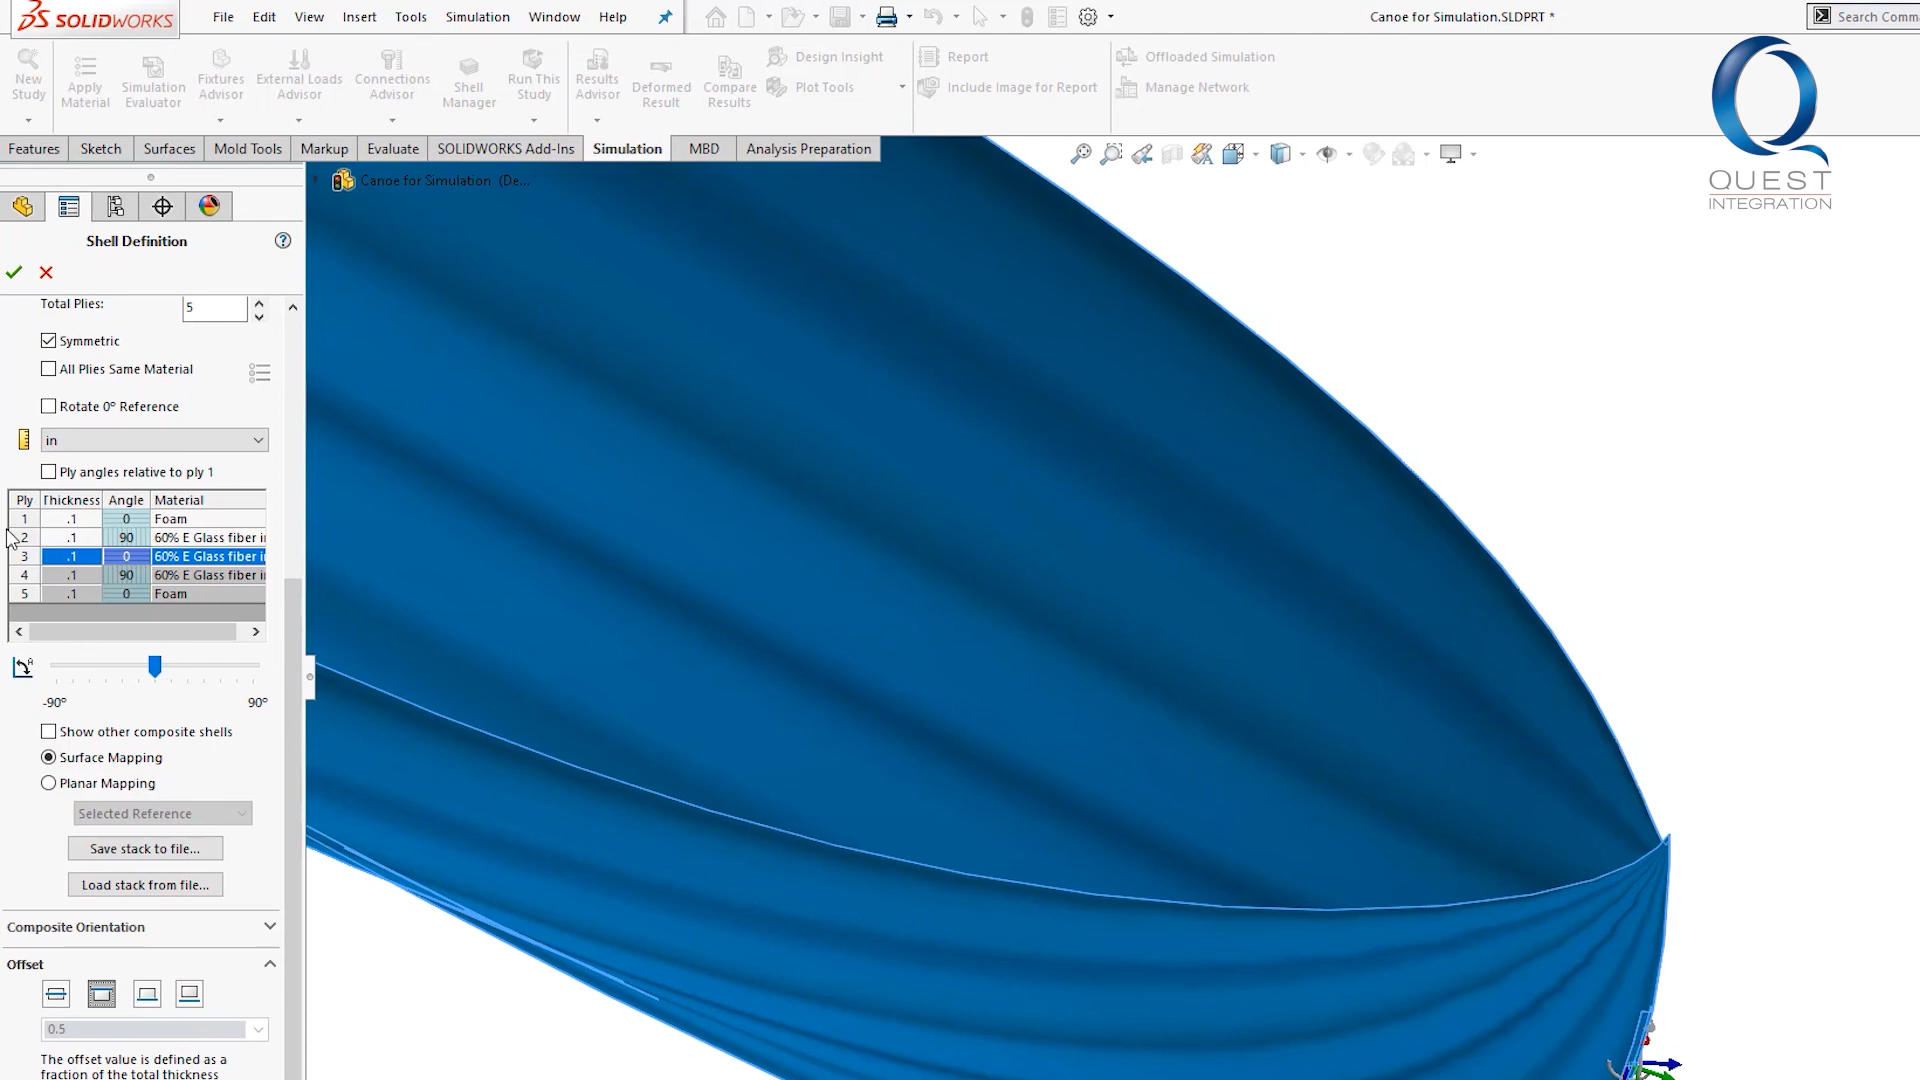 SOLIDWORKS
File Edit View Insert Tools Simulation Window Help
Canoe for Simulation.SLDPRT *
Search Comma
New Study
Apply Material
Simulation Evaluator
Fixtures Advisor
External Loads Advisor
Connections Advisor
Shell Manager
Run This Study
Results Advisor
Deformed Result
Compare Results
Design Insight
Plot Tools
Report
Include Image for Report
Offloaded Simulation
Manage Network
QUEST
INTEGRATION
Features Sketch Surfaces Mold Tools Markup Evaluate SOLIDWORKS Add-Ins Simulation MBD Analysis Preparation
Canoe for Simulation (De...
Shell Definition
Total Plies: 5
Symmetric
All Plies Same Material
Rotate 0º Reference
in
Ply angles relative to ply 1
Ply Thickness Angle Material
1 .1 0 Foam
2 .1 90 60% E Glass fiber i
3 .1 0 60% E Glass fiber i
4 .1 90 60% E Glass fiber i
5 .1 0 Foam
-90º 90º
Show other composite shells
Surface Mapping
Planar Mapping
Selected Reference
Save stack to file...
Load stack from file...
Composite Orientation
Offset
0.5
The offset value is defined as a
fraction of the total thickness